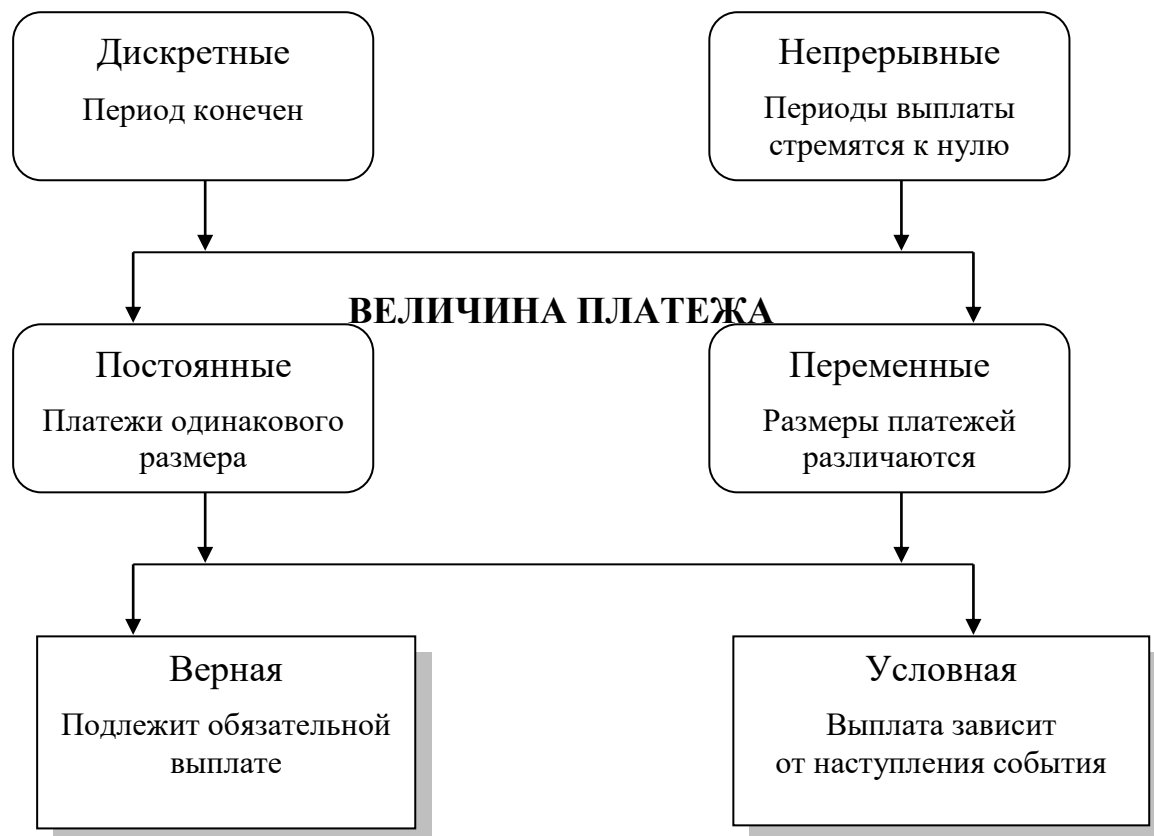 Дискретные
Период конечен
Непрерывные
Периоды выплаты
стремятся к нулю
ВЕЛИЧИНА ПЛАТЕЖА
Постоянные
Платежи одинакового
размера
Переменные
Размеры платежей
различаются
Верная
Подлежит обязательной
выплате
Условная
Выплата зависит
от наступления события